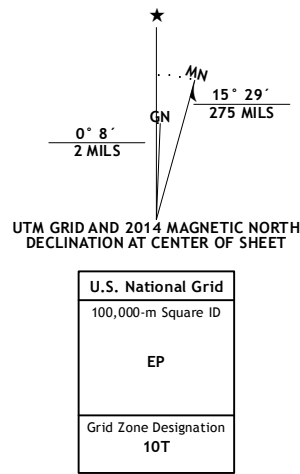 ★
MN
GN
15° 29´
275 MILS
0° 8´
2 MILS
UTM GRID AND 2014 MAGNETIC NORTH
DECLINATION AT CENTER OF SHEET
U.S. National Grid
100,000-m Square ID
EP
Grid Zone Designation
10T